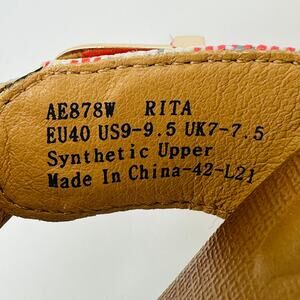 AE878W RITA
EU40 US9-9.5 UK7-7.5
Synthetic Upper
Made In China-42-L21